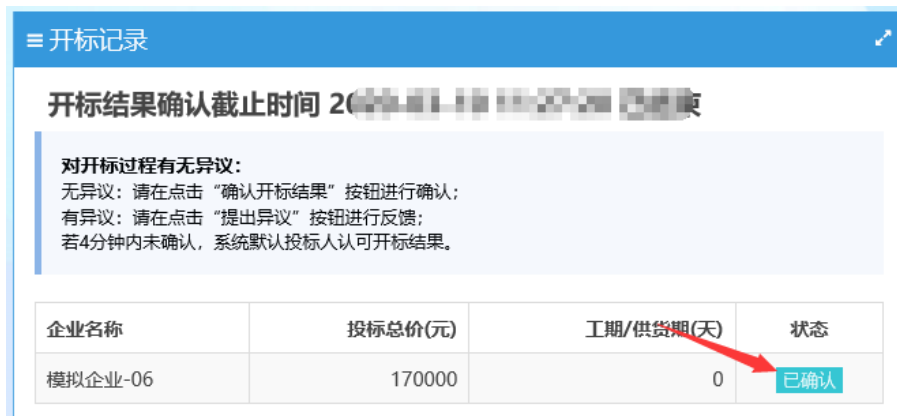 开标记录
开标结果确认截止时间
对开标过程有无异议：
无异议：请在点击“确认开标结果”按钮进行确认；
有异议：请在点击“提出异议”按钮进行反馈；
若4分钟内未确认，系统默认投标人认可开标结果。
企业名称 投标总价(元) 工期/供货期(天) 状态
模拟企业-06 170000 0 已确认